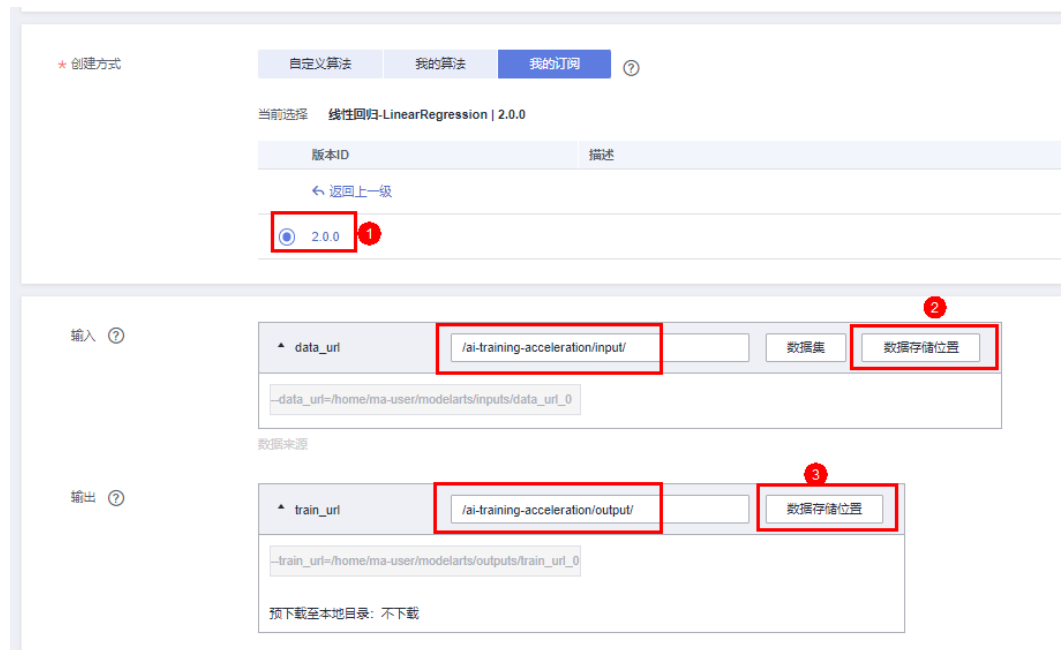 * 创建方式 自定义算法 我的算法 我的订阅 ?
当前选择 线性回归-LinearRegression | 2.0.0
版本ID 描述
返回上一级
2.0.0 1
2
输入 ? data_url /ai-training-acceleration/input/ 数据集 数据存储位置
--data_url=/home/ma-user/modelarts/inputs/data_url_0
数据来源
3
输出 ? train_url /ai-training-acceleration/output/ 数据存储位置
--train_url=/home/ma-user/modelarts/outputs/train_url_0
预下载至本地目录：不下载